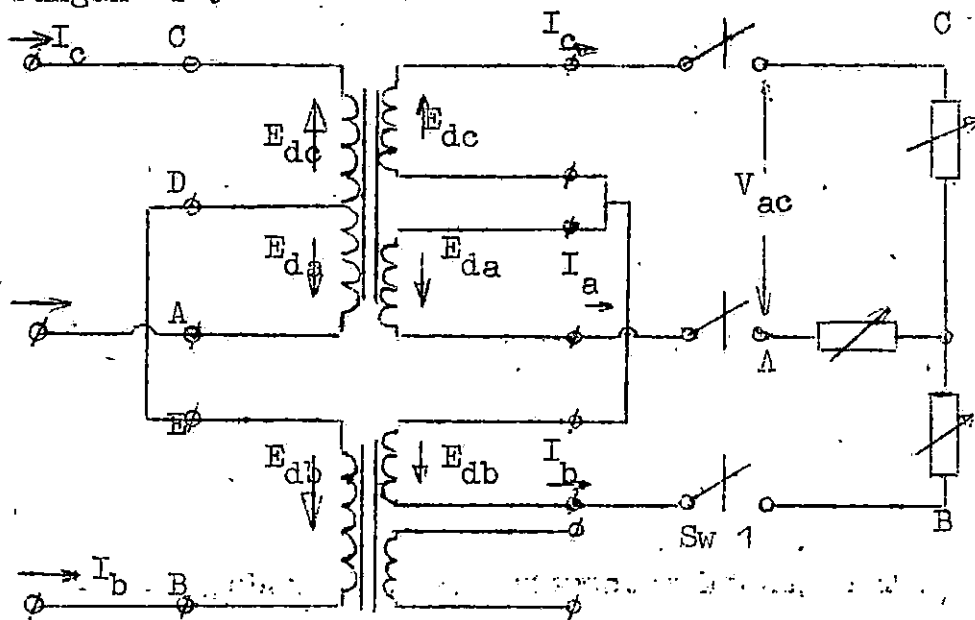 I_c C I_c C
E_dc E_dc
D V_ac
E_da E_da
I_a
A A
E I_b
E_db E_db
Sw 1 B
I_b B